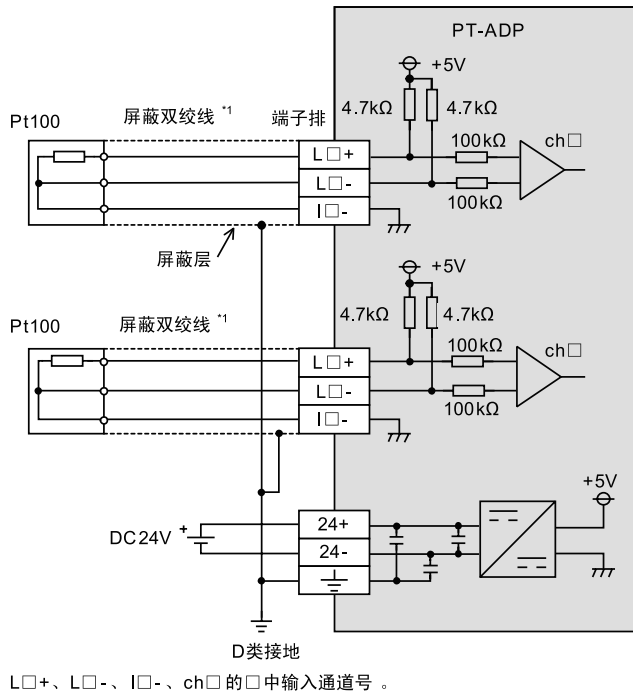 PT-ADP
+5V
4.7kΩ 4.7kΩ
Pt100 屏蔽双绞线 *1 端子排
100kΩ ch□
L□+
L□-
I□-
100kΩ
屏蔽层
+5V
Pt100 屏蔽双绞线 *1
4.7kΩ 4.7kΩ
100kΩ ch□
L□+
L□-
I□-
100kΩ
+5V
DC24V +
24+
24-
D类接地
L□+、L□-、I□-、ch□的□中输入通道号。